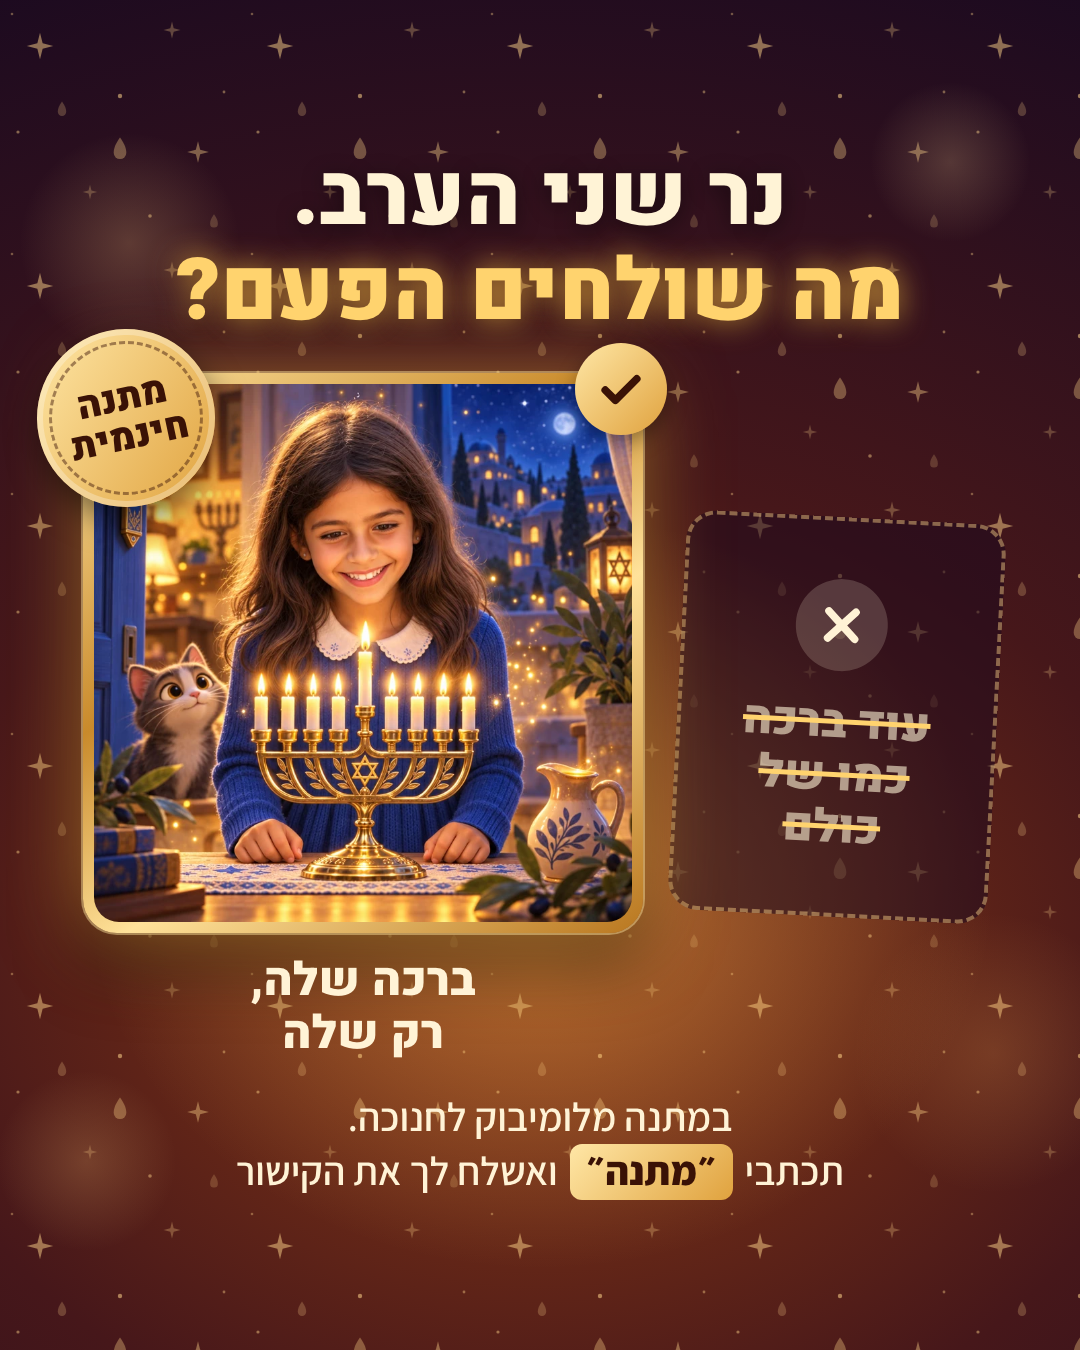 נר שני הערב.
מה שולחים הפעם?
מתנה
חינמית
עוד ברכה
כמו של
כולם
ברכה שלה,
רק שלה
במתנה מלומיבוק לחנוכה.
תכתבי ״מתנה״ ואשלח לך את הקישור